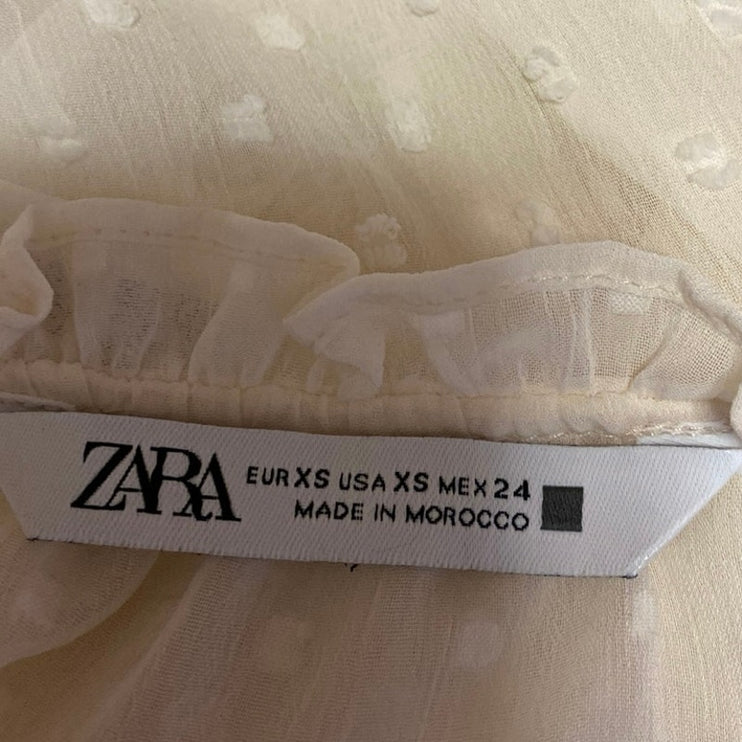 ZARA
EUR XS USA XS MEX 24
MADE IN MOROCCO